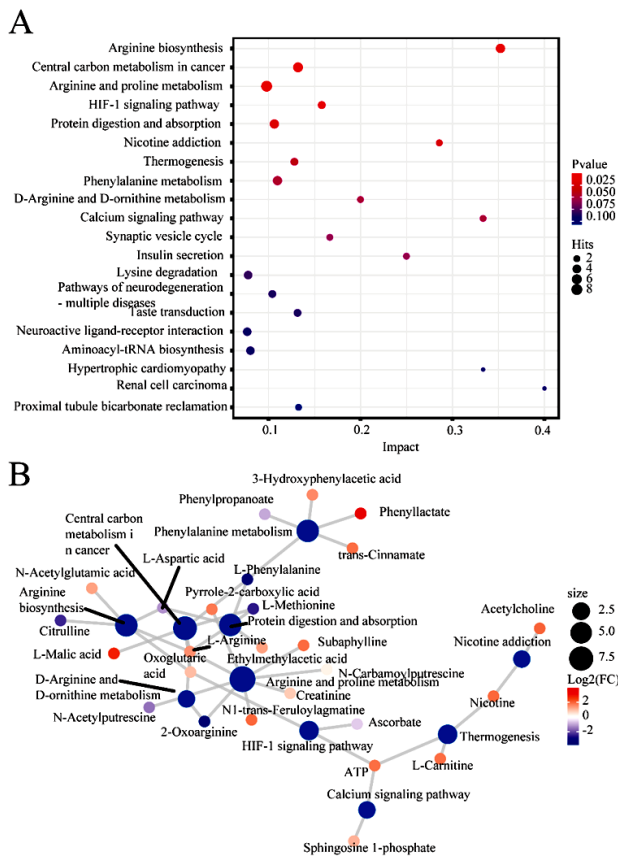 A
Arginine biosynthesis
Central carbon metabolism in cancer
Arginine and proline metabolism
HIF-1 signaling pathway
Protein digestion and absorption
Nicotine addiction
Thermogenesis
Phenylalanine metabolism
D-Arginine and D-ornithine metabolism
Calcium signaling pathway
Synaptic vesicle cycle
Insulin secretion
Lysine degradation
Pathways of neurodegeneration
- multiple diseases
Taste transduction
Neuroactive ligand-receptor interaction
Aminoacyl-tRNA biosynthesis
Hypertrophic cardiomyopathy
Renal cell carcinoma
Proximal tubule bicarbonate reclamation
0.1
0.2
0.3
0.4
Impact
Pvalue
0.025
0.050
0.075
0.100
Hits
2
4
6
8
B
3-Hydroxyphenylacetic acid
Phenylpropanoate
Phenyllactate
Central carbon
metabolism i
n cancer
Phenylalanine metabolism
trans-Cinnamate
L-Aspartic acid
L-Phenylalanine
N-Acetylglutamic acid
Pyrrole-2-carboxylic acid
Arginine
biosynthesis
L-Methionine
Protein digestion and absorption
Citrulline
L-Arginine
Subaphylline
L-Malic acid
Oxoglutaric
acid
Ethylmethylacetic acid
N-Carbamoylputrescine
Arginine and proline metabolism
D-Arginine and
D-ornithine metabolism
Creatinine
N1-trans-Feruloylagmatine
N-Acetylputrescine
2-Oxoarginine
Ascorbate
HIF-1 signaling pathway
ATP
Calcium signaling pathway
Sphingosine 1-phosphate
L-Carnitine
Thermogenesis
Nicotine
Nicotine addiction
Acetylcholine
size
2.5
5.0
7.5
Log2(FC)
2
0
-2